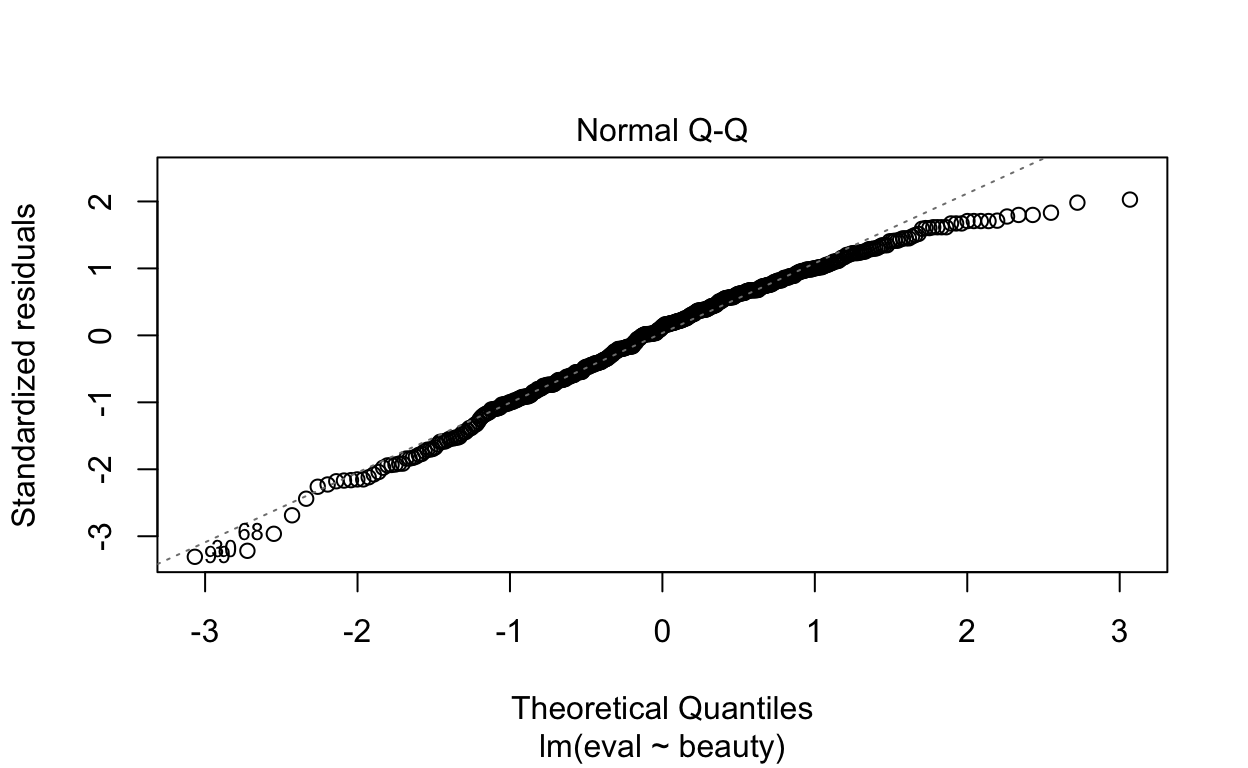 Normal Q-Q
Standardized residuals
2
1
0
-1
-2
-3
68
30
99
-3 -2 -1 0 1 2 3
Theoretical Quantiles
lm(eval ~ beauty)